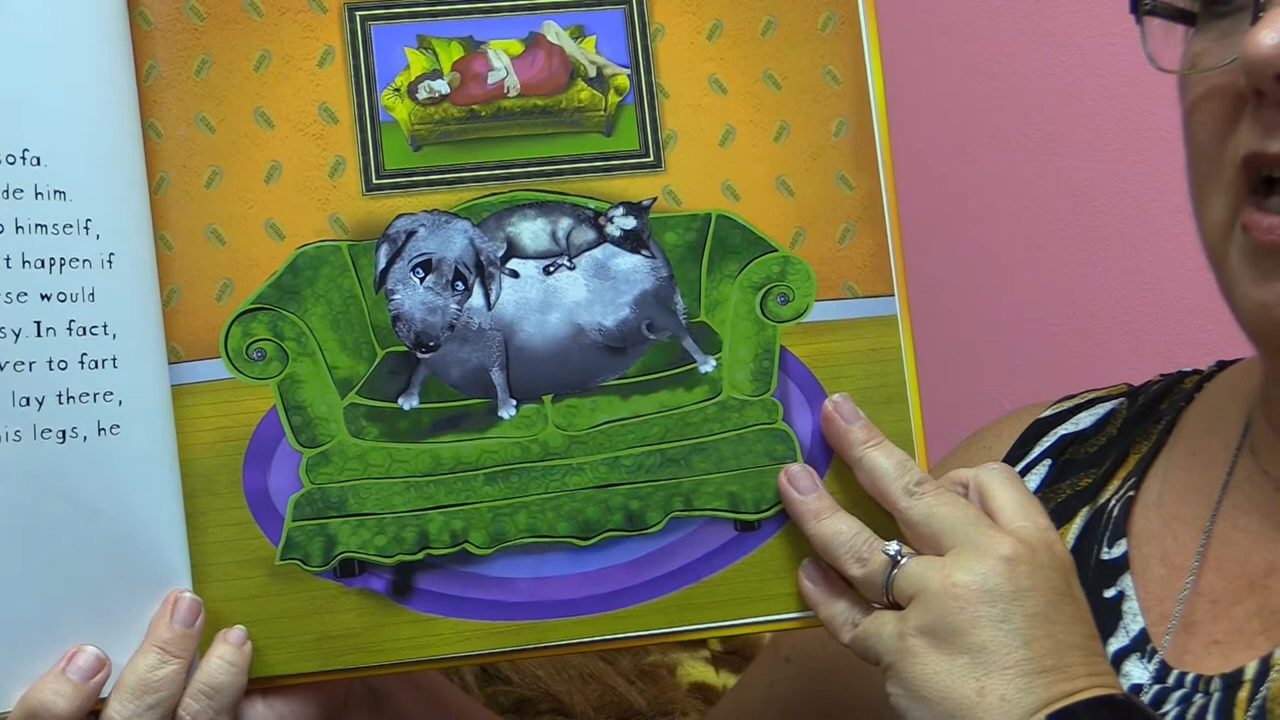 sofa.
de him.
o himself,
t happen if
se would
sy. In fact,
ver to fart
lay there,
is legs, he